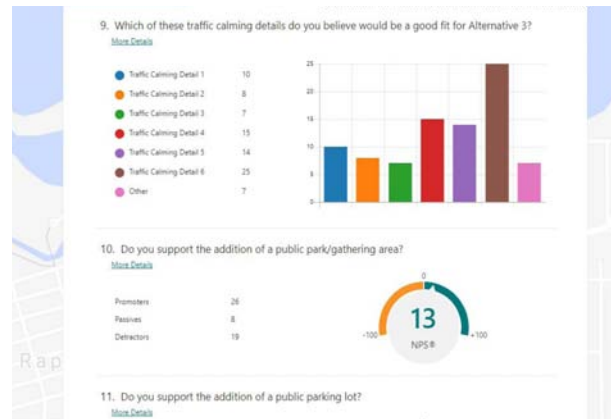 9. Which of these traffic calming details do you believe would be a good fit for Alternative 3?
More Details
Traffic Calming Detail 1 10
Traffic Calming Detail 2 8
Traffic Calming Detail 3 7
Traffic Calming Detail 4 15
Traffic Calming Detail 5 14
Traffic Calming Detail 6 25
Other 7
25
20
15
10
5
0
10. Do you support the addition of a public park/gathering area?
More Details
Promoters 26
Passives 8
Detractors 19
0
13
-100
+100
NPS®
Rap
11. Do you support the addition of a public parking lot?
More Details